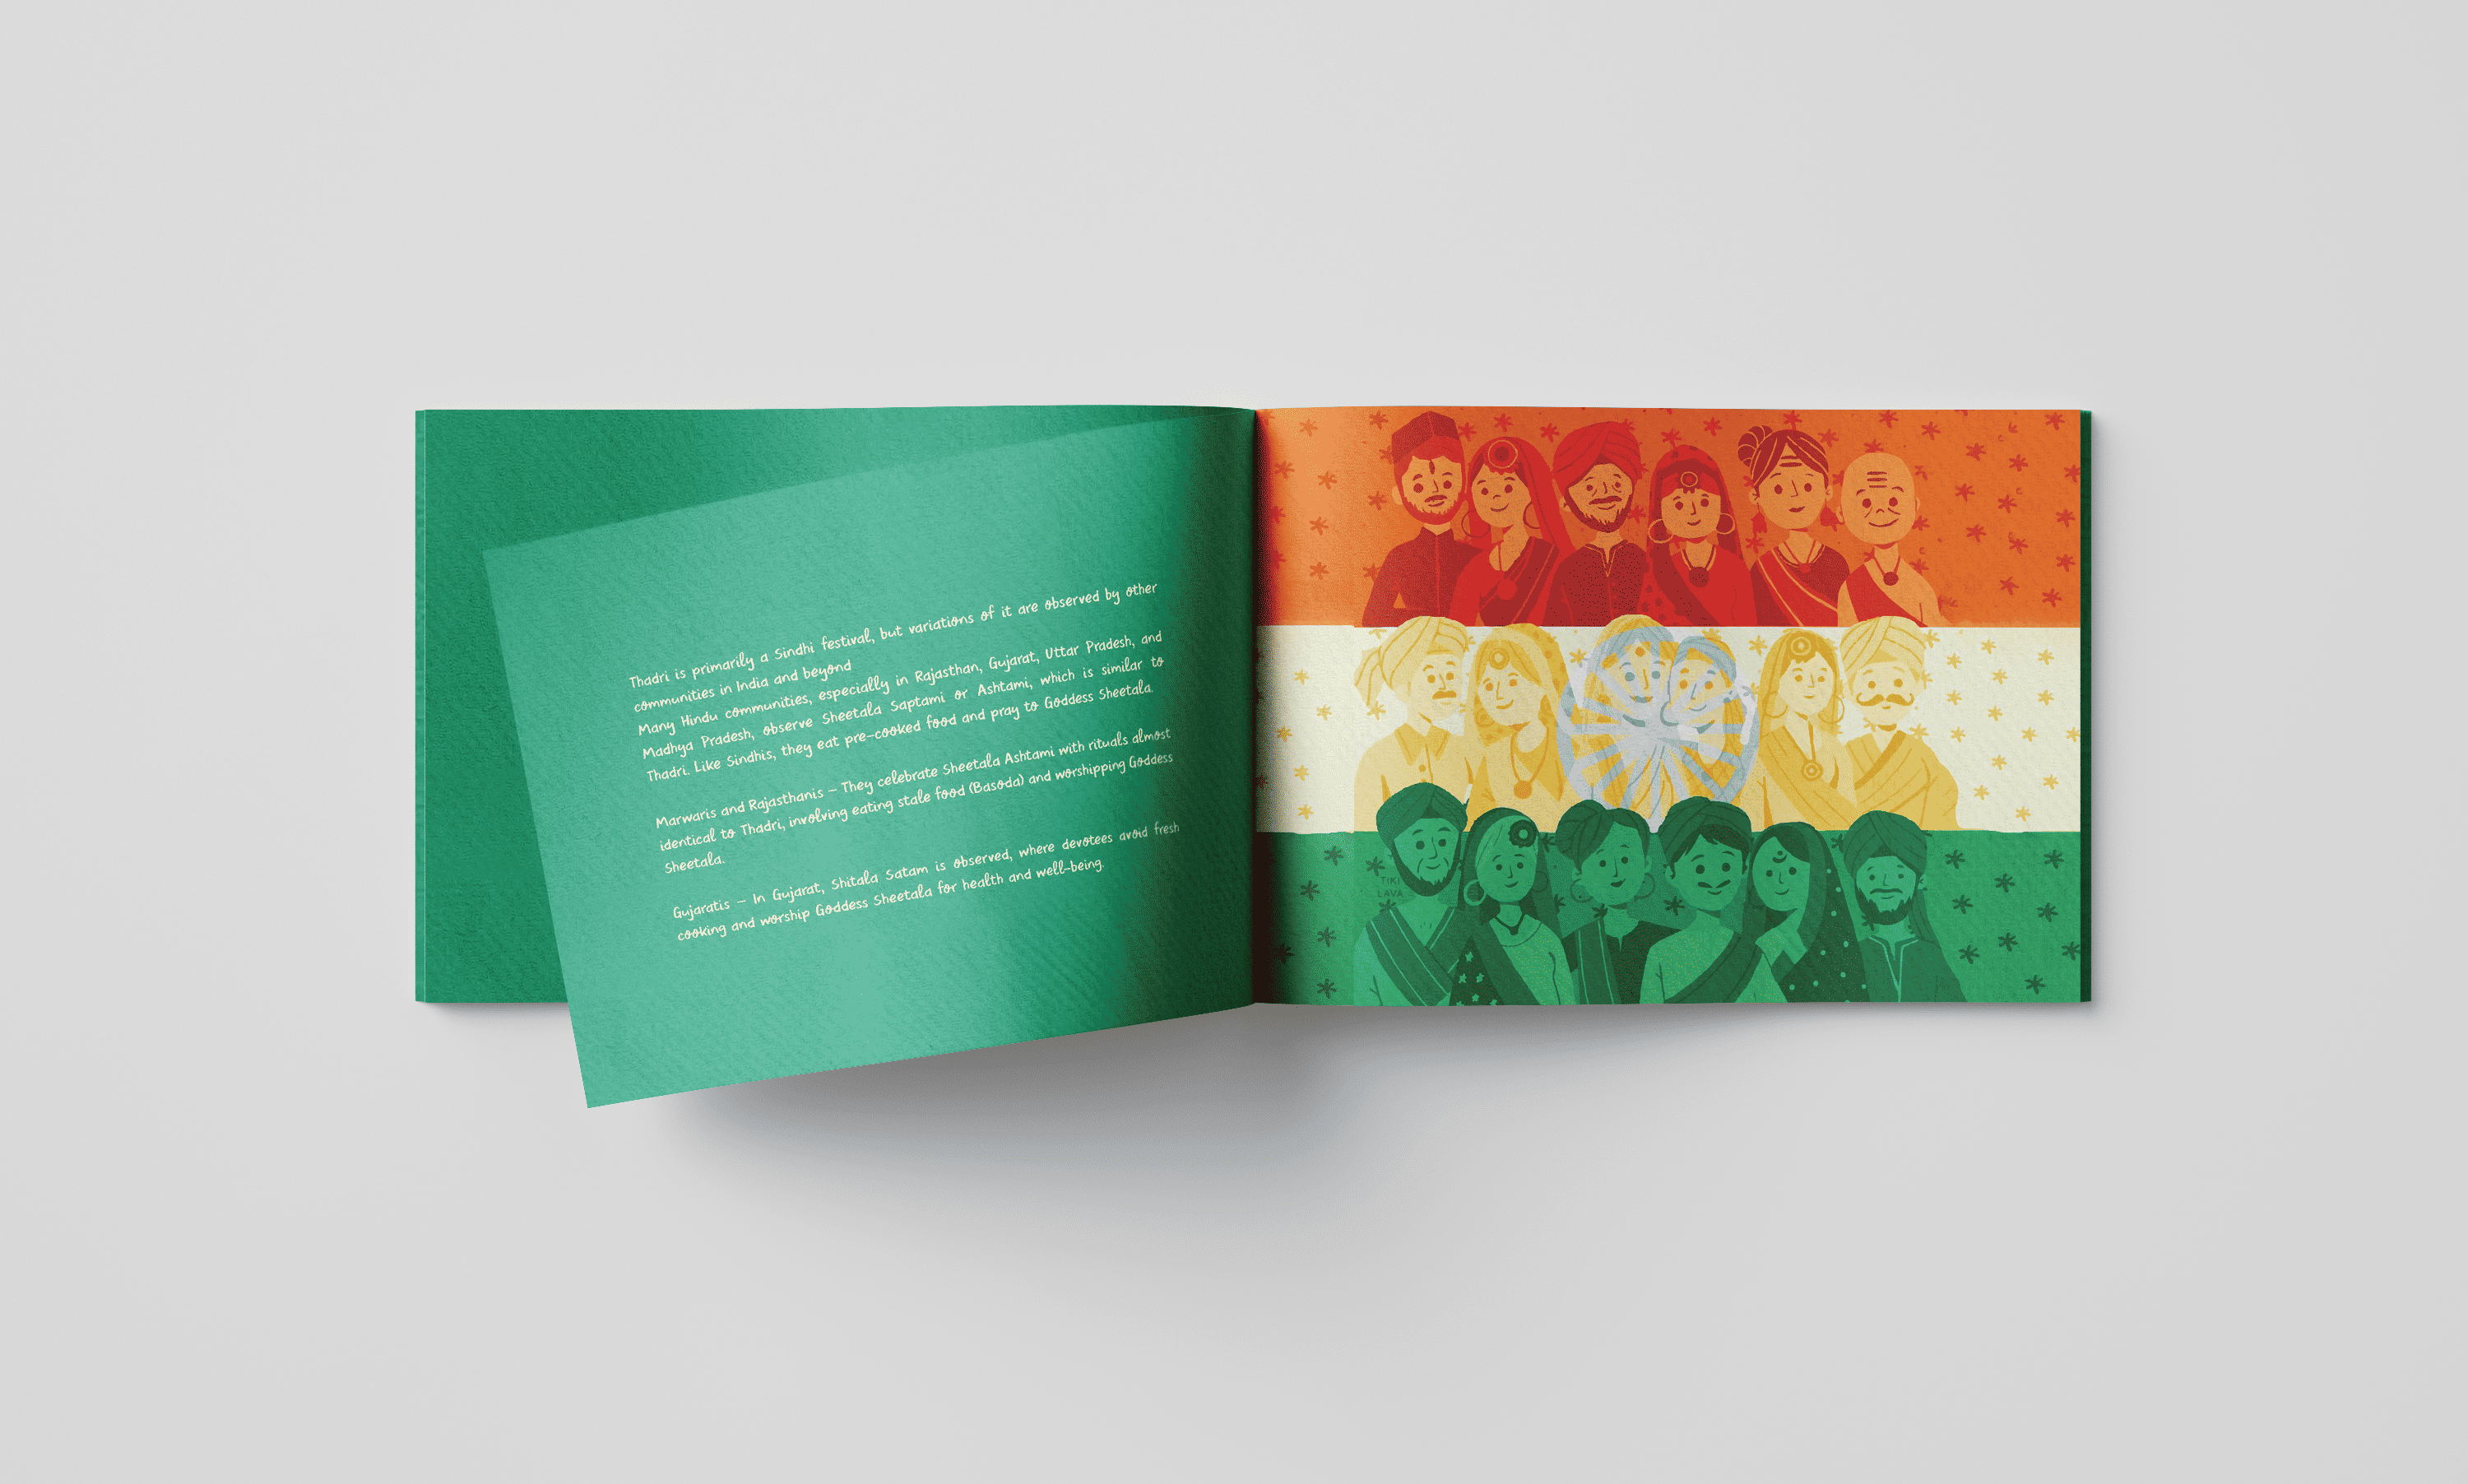 Thadri is primarily a Sindhi festival, but variations of it are observed by other
communities in India and beyond
Many Hindu communities, especially in Rajasthan, Gujarat, Uttar Pradesh, and
Madhya Pradesh, observe Sheetala Saptami or Ashtami, which is similar to
Thadri. Like Sindhis, they eat pre-cooked food and pray to Goddess Sheetala.
Marwaris and Rajasthanis – They celebrate Sheetala Ashtami with rituals almost
identical to Thadri, involving eating stale food (Basoda) and worshipping Goddess
Sheetala.
Gujaratis – In Gujarat, Shitala Satam is observed, where devotees avoid fresh
cooking and worship Goddess Sheetala for health and well-being.
TIKI
LAVA